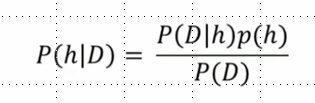 P(h|D) = P(D|h)p(h) / P(D)